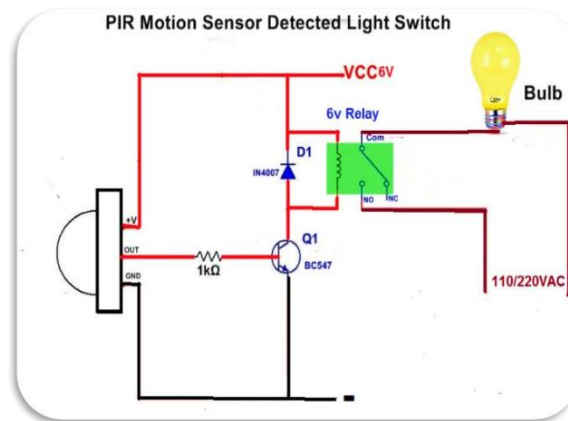 PIR Motion Sensor Detected Light Switch
VCC6V
Bulb
6v Relay
Com
D1
IN4007
NO
NC
+V
OUT
Q1
1kΩ
BC547
GND
110/220VAC